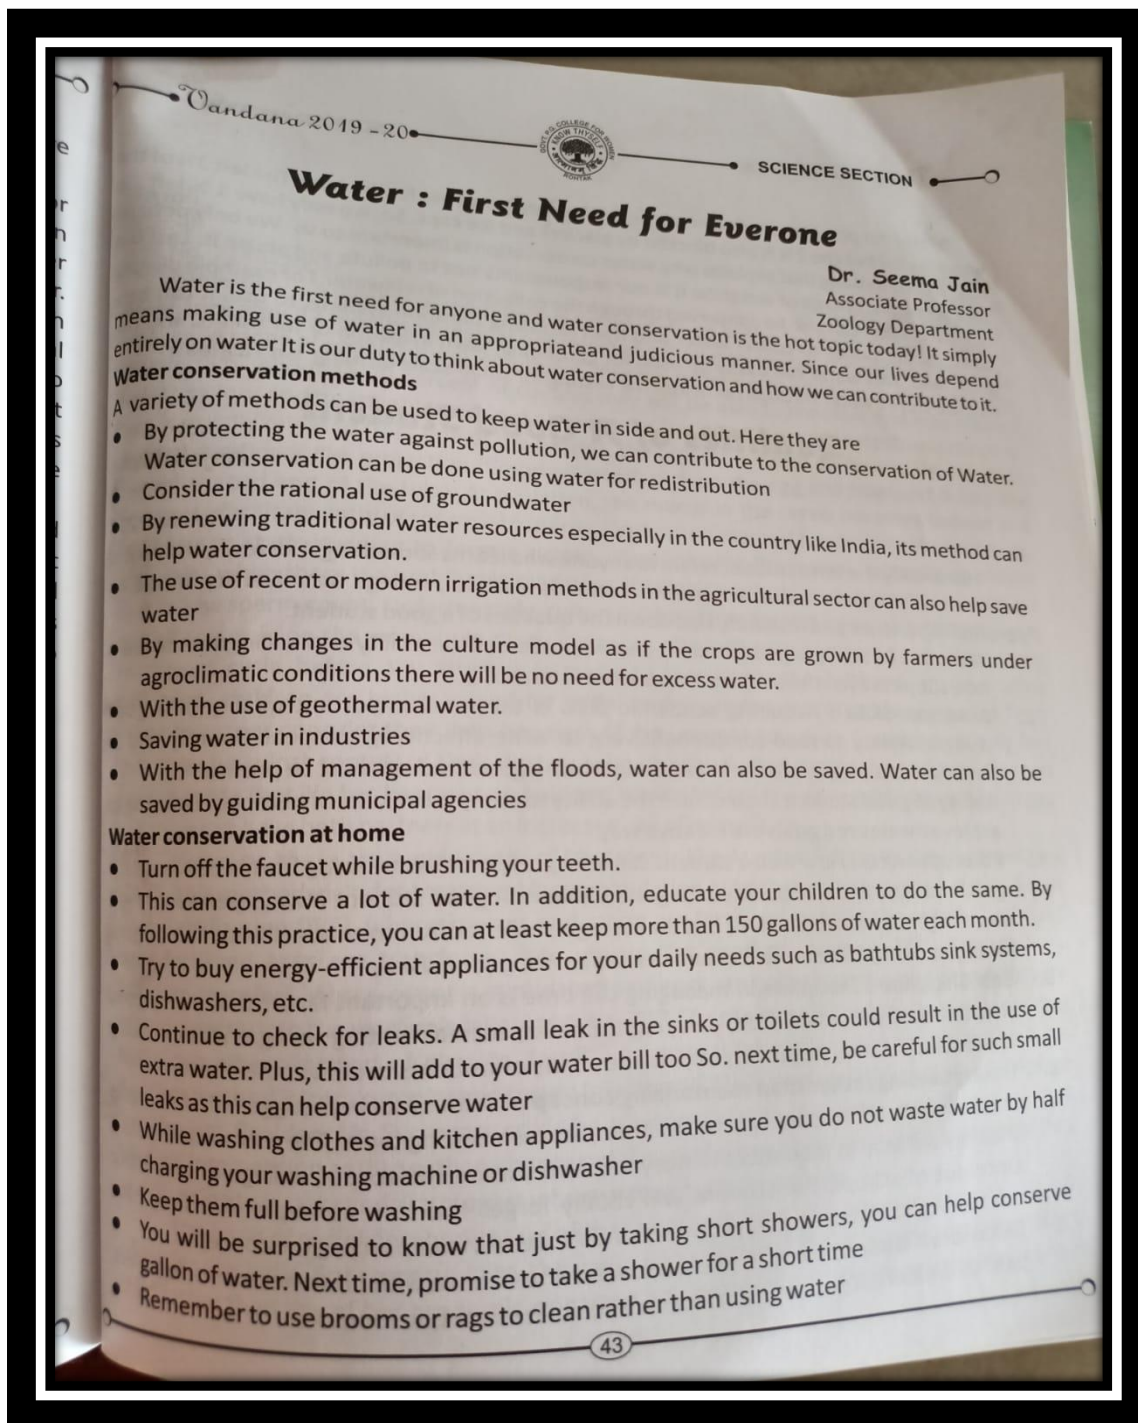 Vandana 2019 - 20
GOVT. P.G. COLLEGE FOR WOMEN
KNOW THYSELF
ROHTAK
SCIENCE SECTION
Water : First Need for Everone
Dr. Seema Jain
Associate Professor
Zoology Department
Water is the first need for anyone and water conservation is the hot topic today! It simply
means making use of water in an appropriateand judicious manner. Since our lives depend
entirely on water It is our duty to think about water conservation and how we can contribute to it.
Water conservation methods
A variety of methods can be used to keep water in side and out. Here they are
• By protecting the water against pollution, we can contribute to the conservation of Water.
Water conservation can be done using water for redistribution
• Consider the rational use of groundwater
• By renewing traditional water resources especially in the country like India, its method can
help water conservation.
• The use of recent or modern irrigation methods in the agricultural sector can also help save
water
• By making changes in the culture model as if the crops are grown by farmers under
agroclimatic conditions there will be no need for excess water.
• With the use of geothermal water.
• Saving water in industries
• With the help of management of the floods, water can also be saved. Water can also be
saved by guiding municipal agencies
Water conservation at home
• Turn off the faucet while brushing your teeth.
• This can conserve a lot of water. In addition, educate your children to do the same. By
following this practice, you can at least keep more than 150 gallons of water each month.
• Try to buy energy-efficient appliances for your daily needs such as bathtubs sink systems,
dishwashers, etc.
• Continue to check for leaks. A small leak in the sinks or toilets could result in the use of
extra water. Plus, this will add to your water bill too So. next time, be careful for such small
leaks as this can help conserve water
• While washing clothes and kitchen appliances, make sure you do not waste water by half
charging your washing machine or dishwasher
• Keep them full before washing
• You will be surprised to know that just by taking short showers, you can help conserve
gallon of water. Next time, promise to take a shower for a short time
• Remember to use brooms or rags to clean rather than using water
43